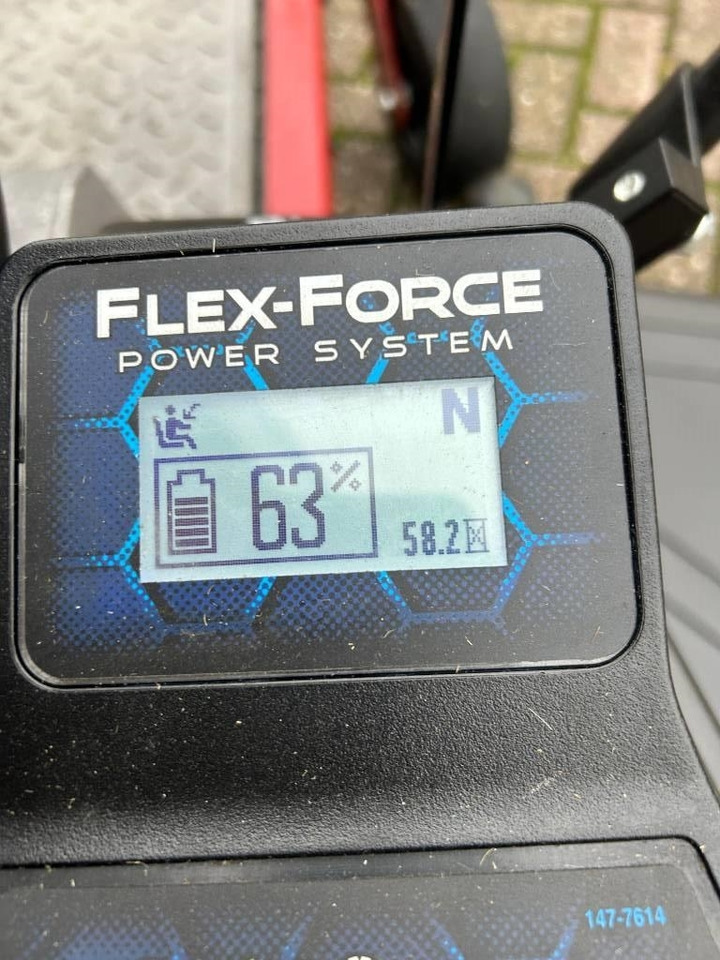 FLEX-FORCE
POWER SYSTEM
N
63%
58.2
147-7614